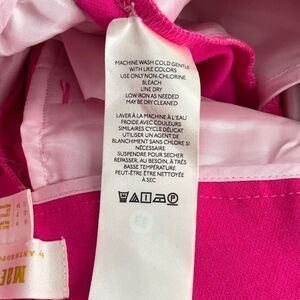 MACHINE WASH COLD GENTLE
WITH LIKE COLORS
USE ONLY NON-CHLORINE
BLEACH
LINE DRY
LOW IRON AS NEEDED
MAY BE DRY CLEANED
LAVER À LA MACHINE À L'EAU
FROIDE AVEC COULEURS
SIMILAIRES CYCLE DÉLICAT
UTILISER UN AGENT DE
BLANCHIMENT SANS CHLORE SI
NÉCESSAIRE
SUSPENDRE POUR SÉCHER
REPASSER, AU BESOIN, À TRÈS
BASSE TEMPÉRATURE
PEUT-ÊTRE ÊTRE NETTOYÉE
À SEC